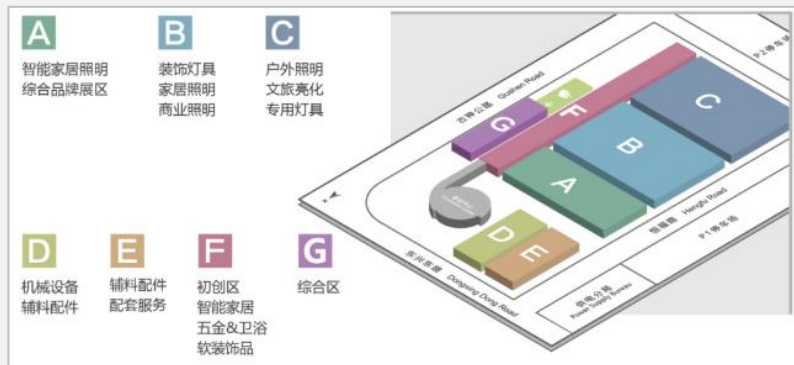 A
智能家居照明
综合品牌展区
B
装饰灯具
家居照明
商业照明
C
户外照明
文旅亮化
专用灯具
D
机械设备
辅料配件
E
辅料配件
配套服务
F
初创区
智能家居
五金&卫浴
软装饰品
G
综合区
P2停车场
古神公路 Gushen Road
C
F
G
B
A
D
E
恒福路 Hengfu Road
P1停车场
东兴东路 Dongxing Dong Road
供电分局
Power Supply Bureau